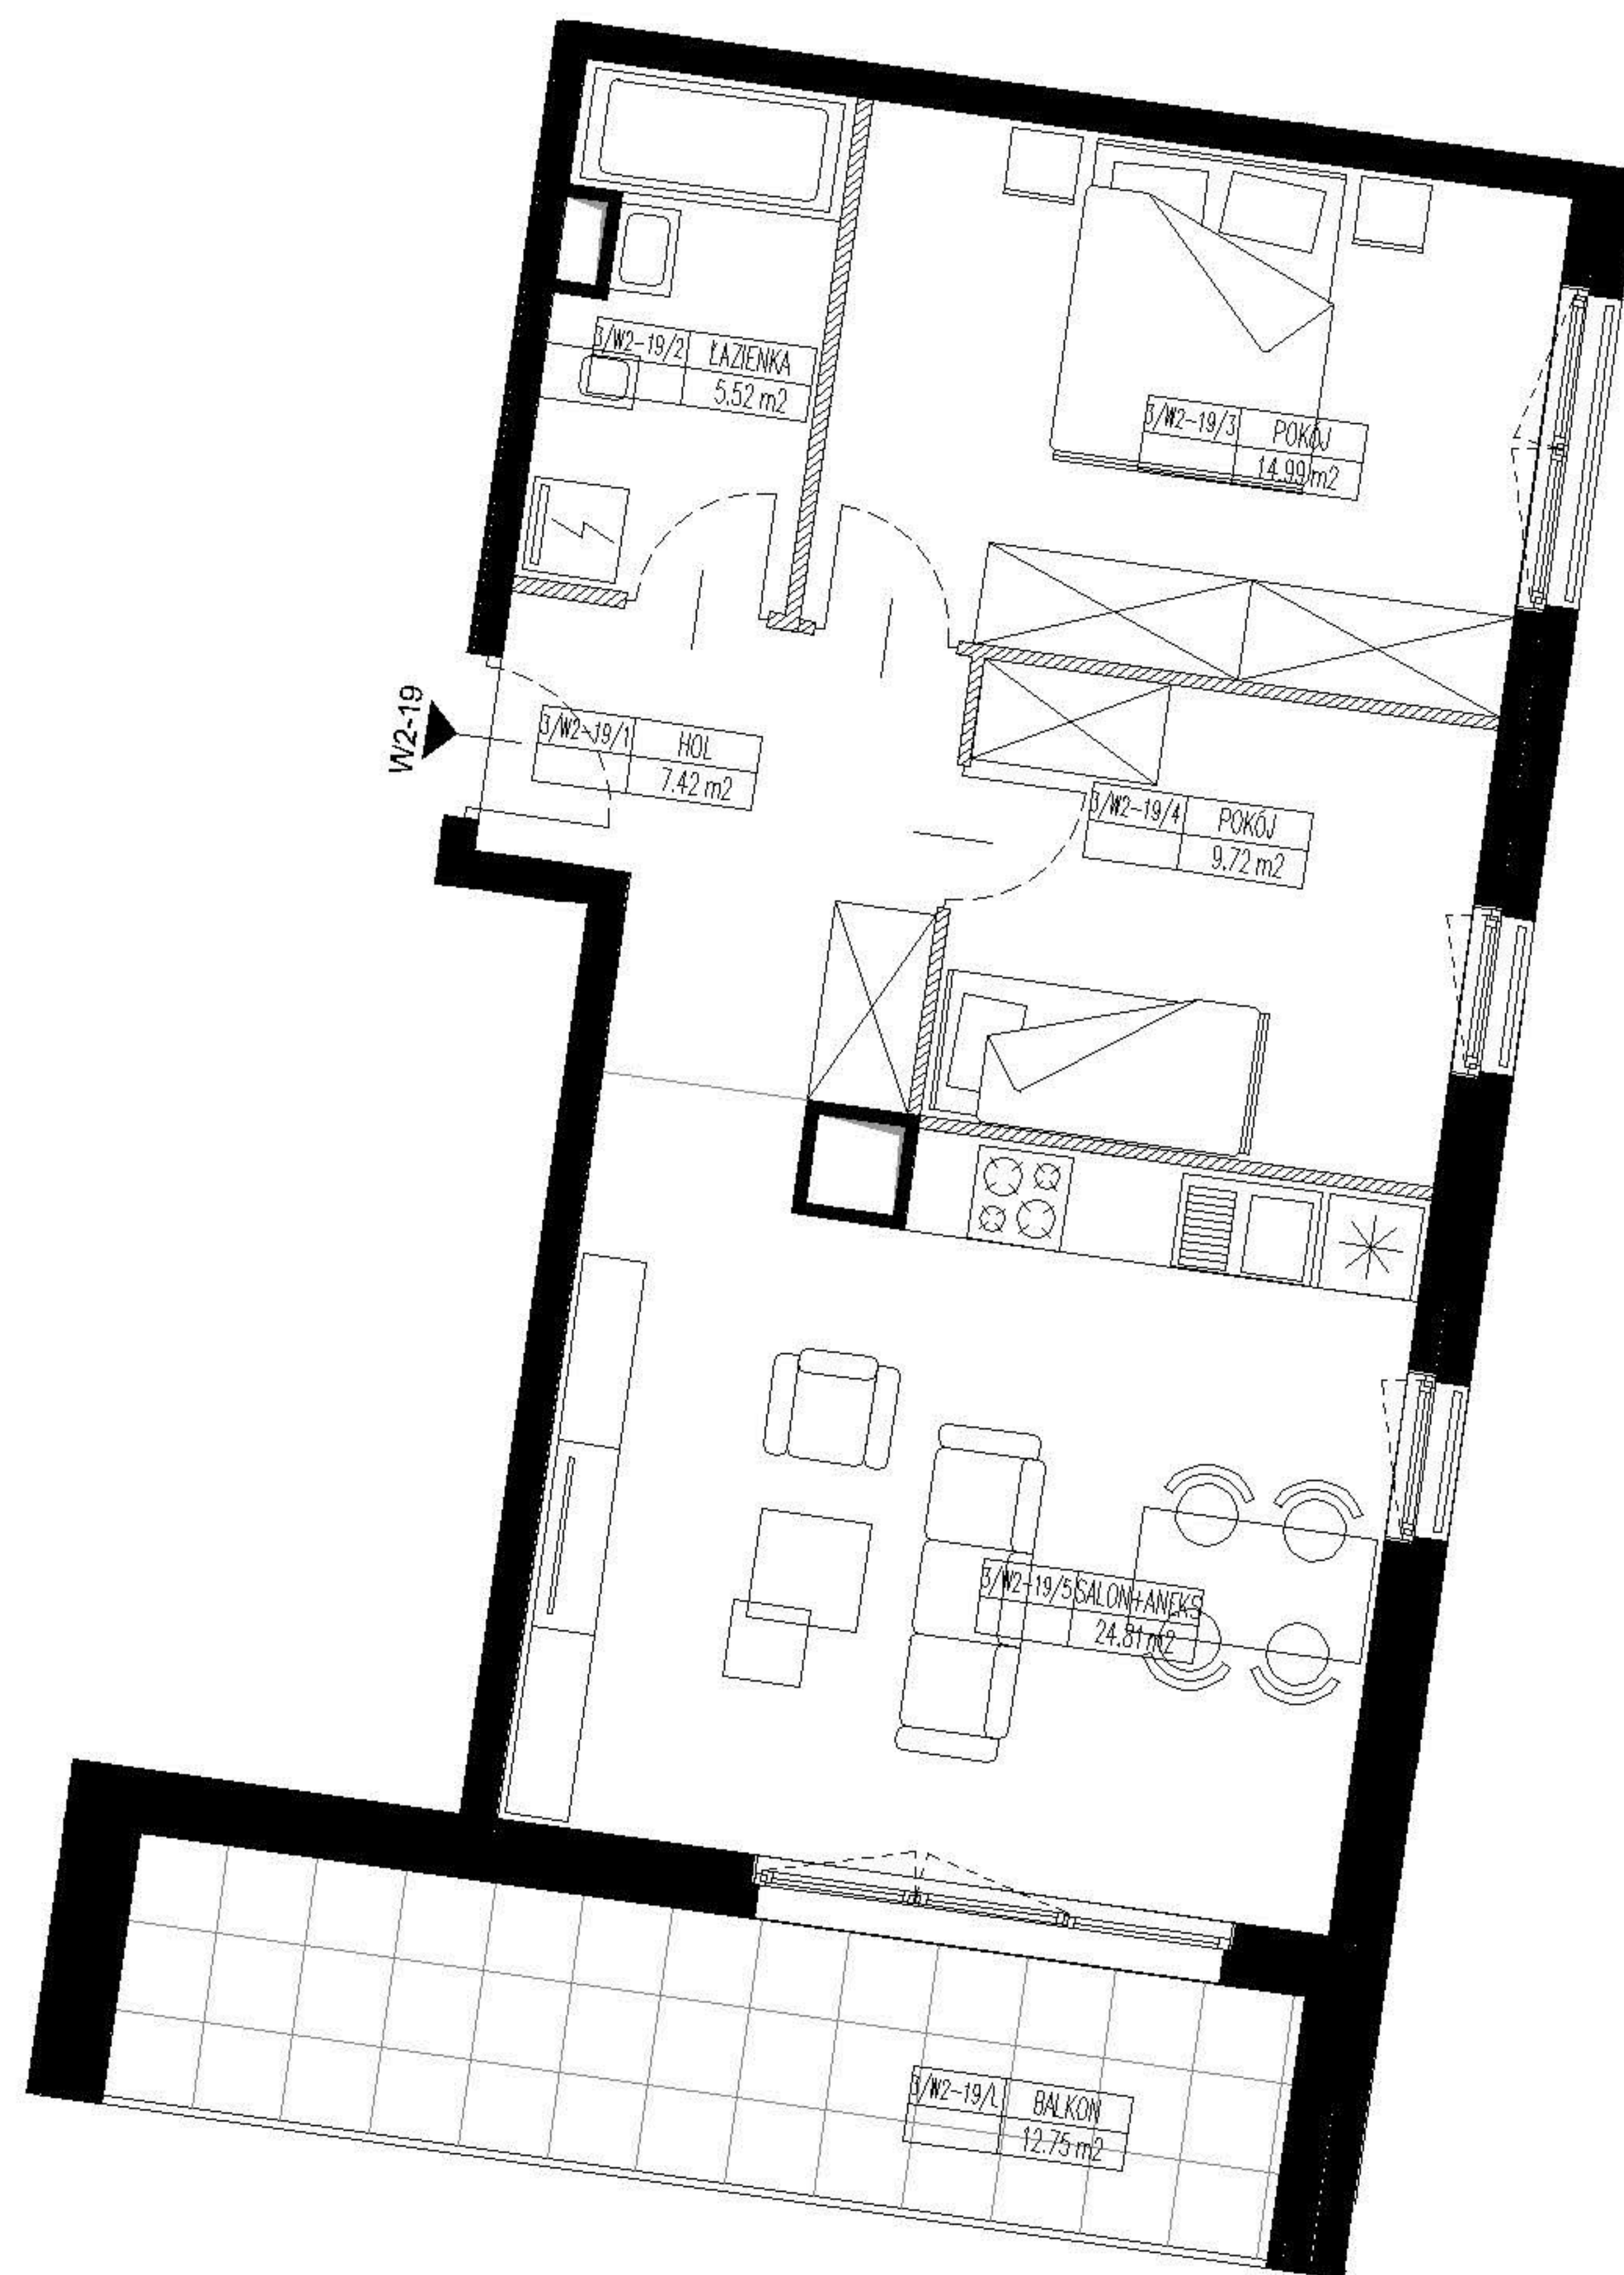 3/W2-19/2 ŁAZIENKA
5.52 m2
3/W2-19/3 POKÓJ
14.99 m2
W2-19
3/W2-19/1 HOL
7.42 m2
3/W2-19/4 POKÓJ
9.72 m2
3/W2-19/5 SALON+ANEKS
24.81 m2
3/W2-19/L BALKON
12.75 m2